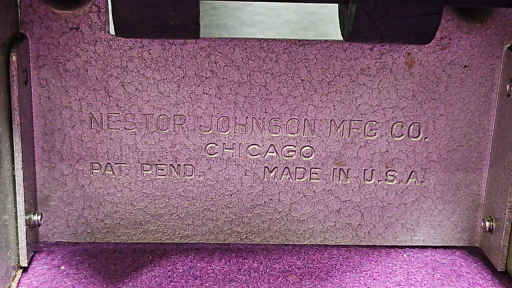 NESTOR JOHNSON MFG. CO.
CHICAGO
PAT. PEND. MADE IN U.S.A.